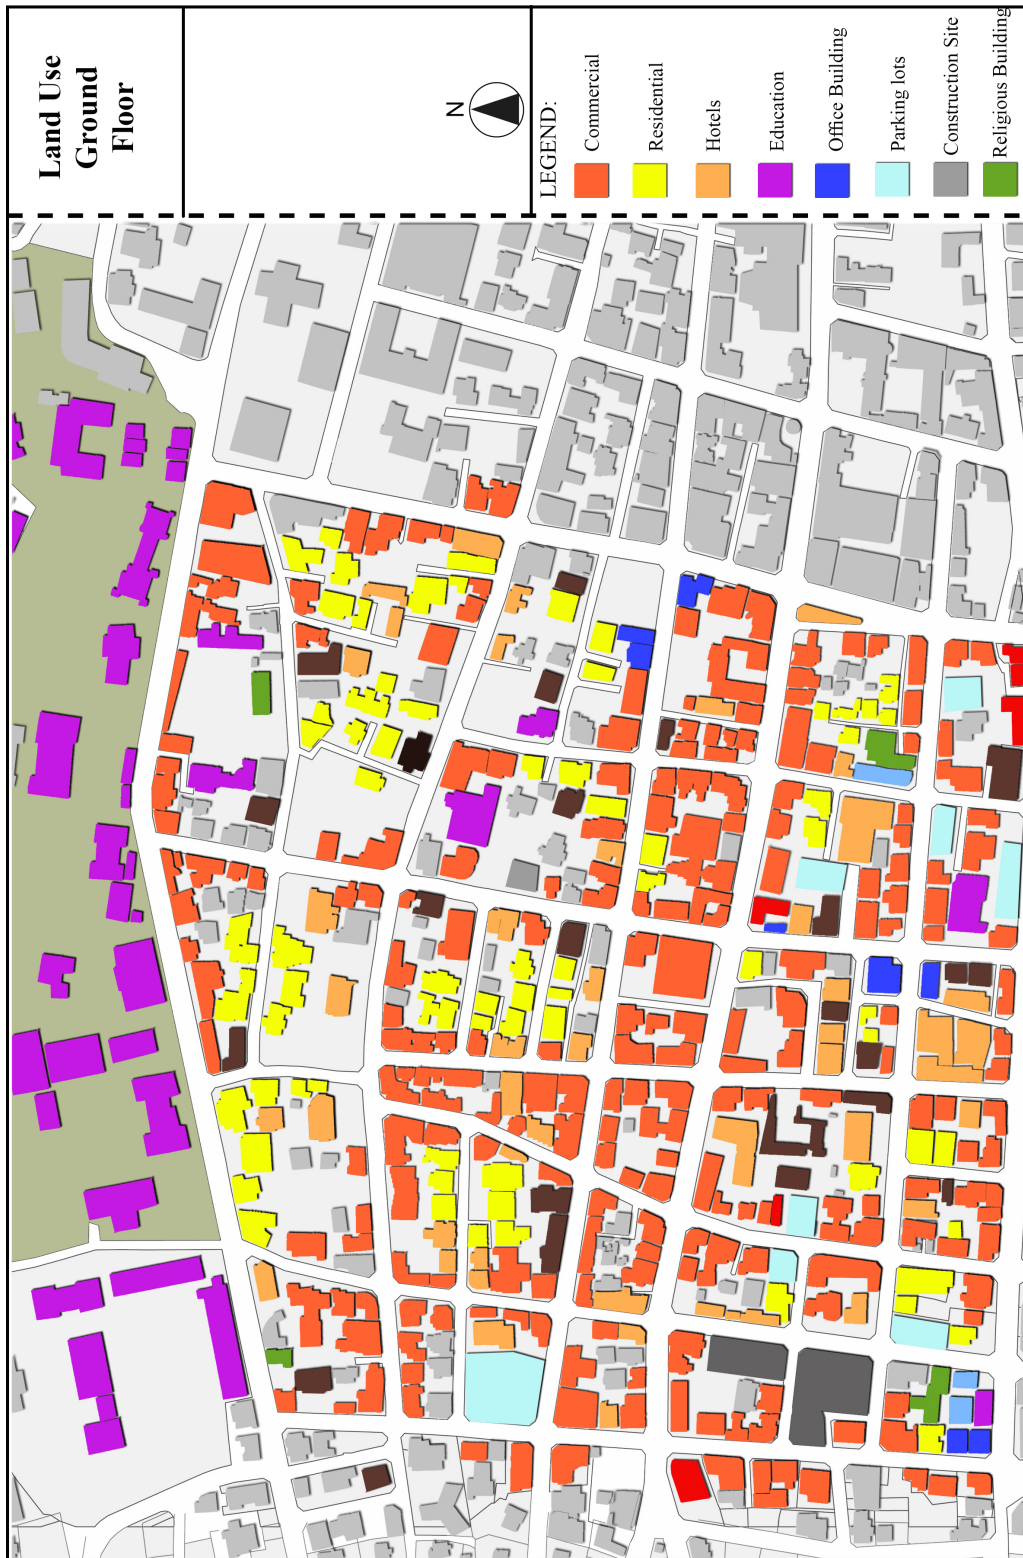 Land Use
Ground
Floor
N
LEGEND:
Commercial
Residential
Hotels
Education
Office Building
Parking lots
Construction Site
Religious Building